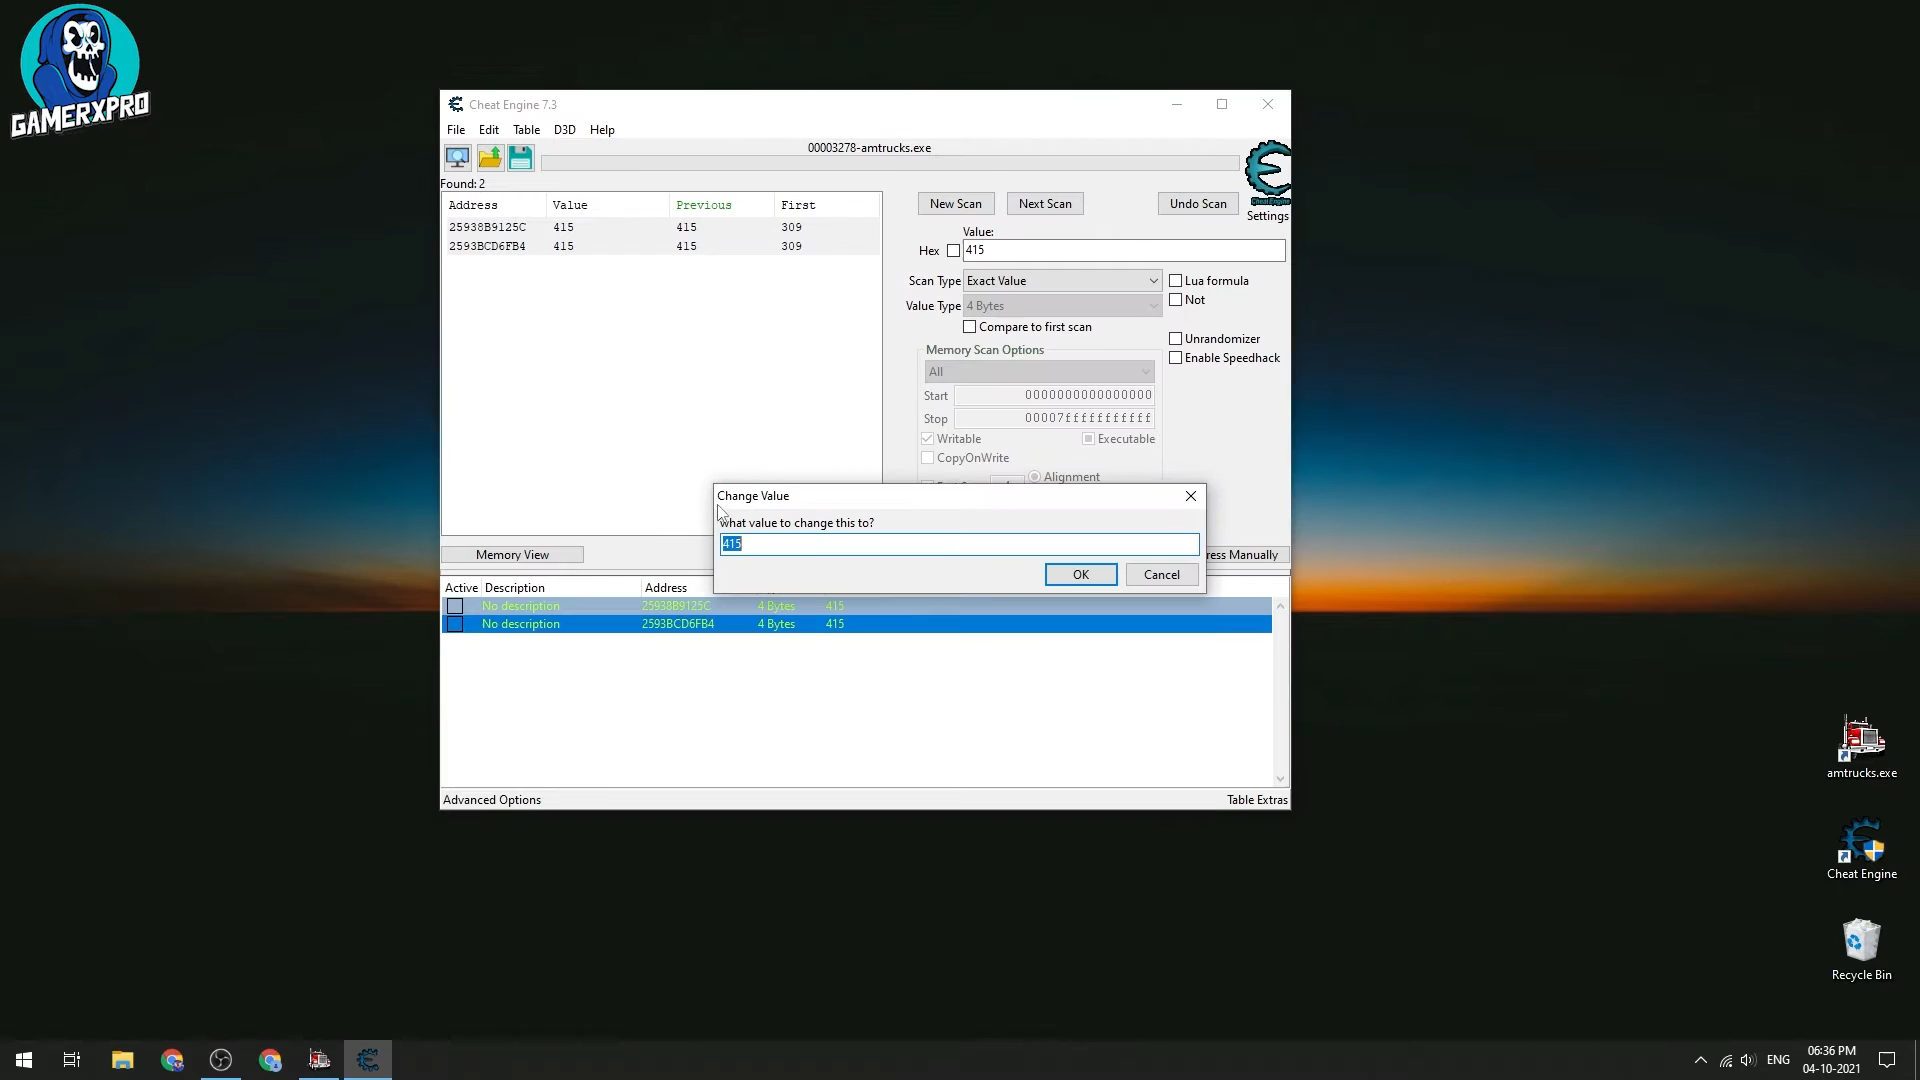 GAMERXPRO
Cheat Engine 7.3
File Edit Table D3D Help
00003278-amtrucks.exe
Found: 2
Address Value Previous First
25938B9125C 415 415 309
2593BCD6FB4 415 415 309
New Scan Next Scan Undo Scan
Cheat Engine
Settings
Value:
Hex 415
Scan Type Exact Value Lua formula
Not
Value Type 4 Bytes
Compare to first scan
Unrandomizer
Memory Scan Options
Enable Speedhack
All
Start 0000000000000000
Stop 00007fffffffffff
Writable Executable
CopyOnWrite
Alignment
Change Value
what value to change this to?
415
OK Cancel
Memory View ress Manually
Active Description Address
No description 25938B9125C 4 Bytes 415
No description 2593BCD6FB4 4 Bytes 415
Advanced Options Table Extras
amtrucks.exe
Cheat Engine
Recycle Bin
ENG
06:36 PM
04-10-2021